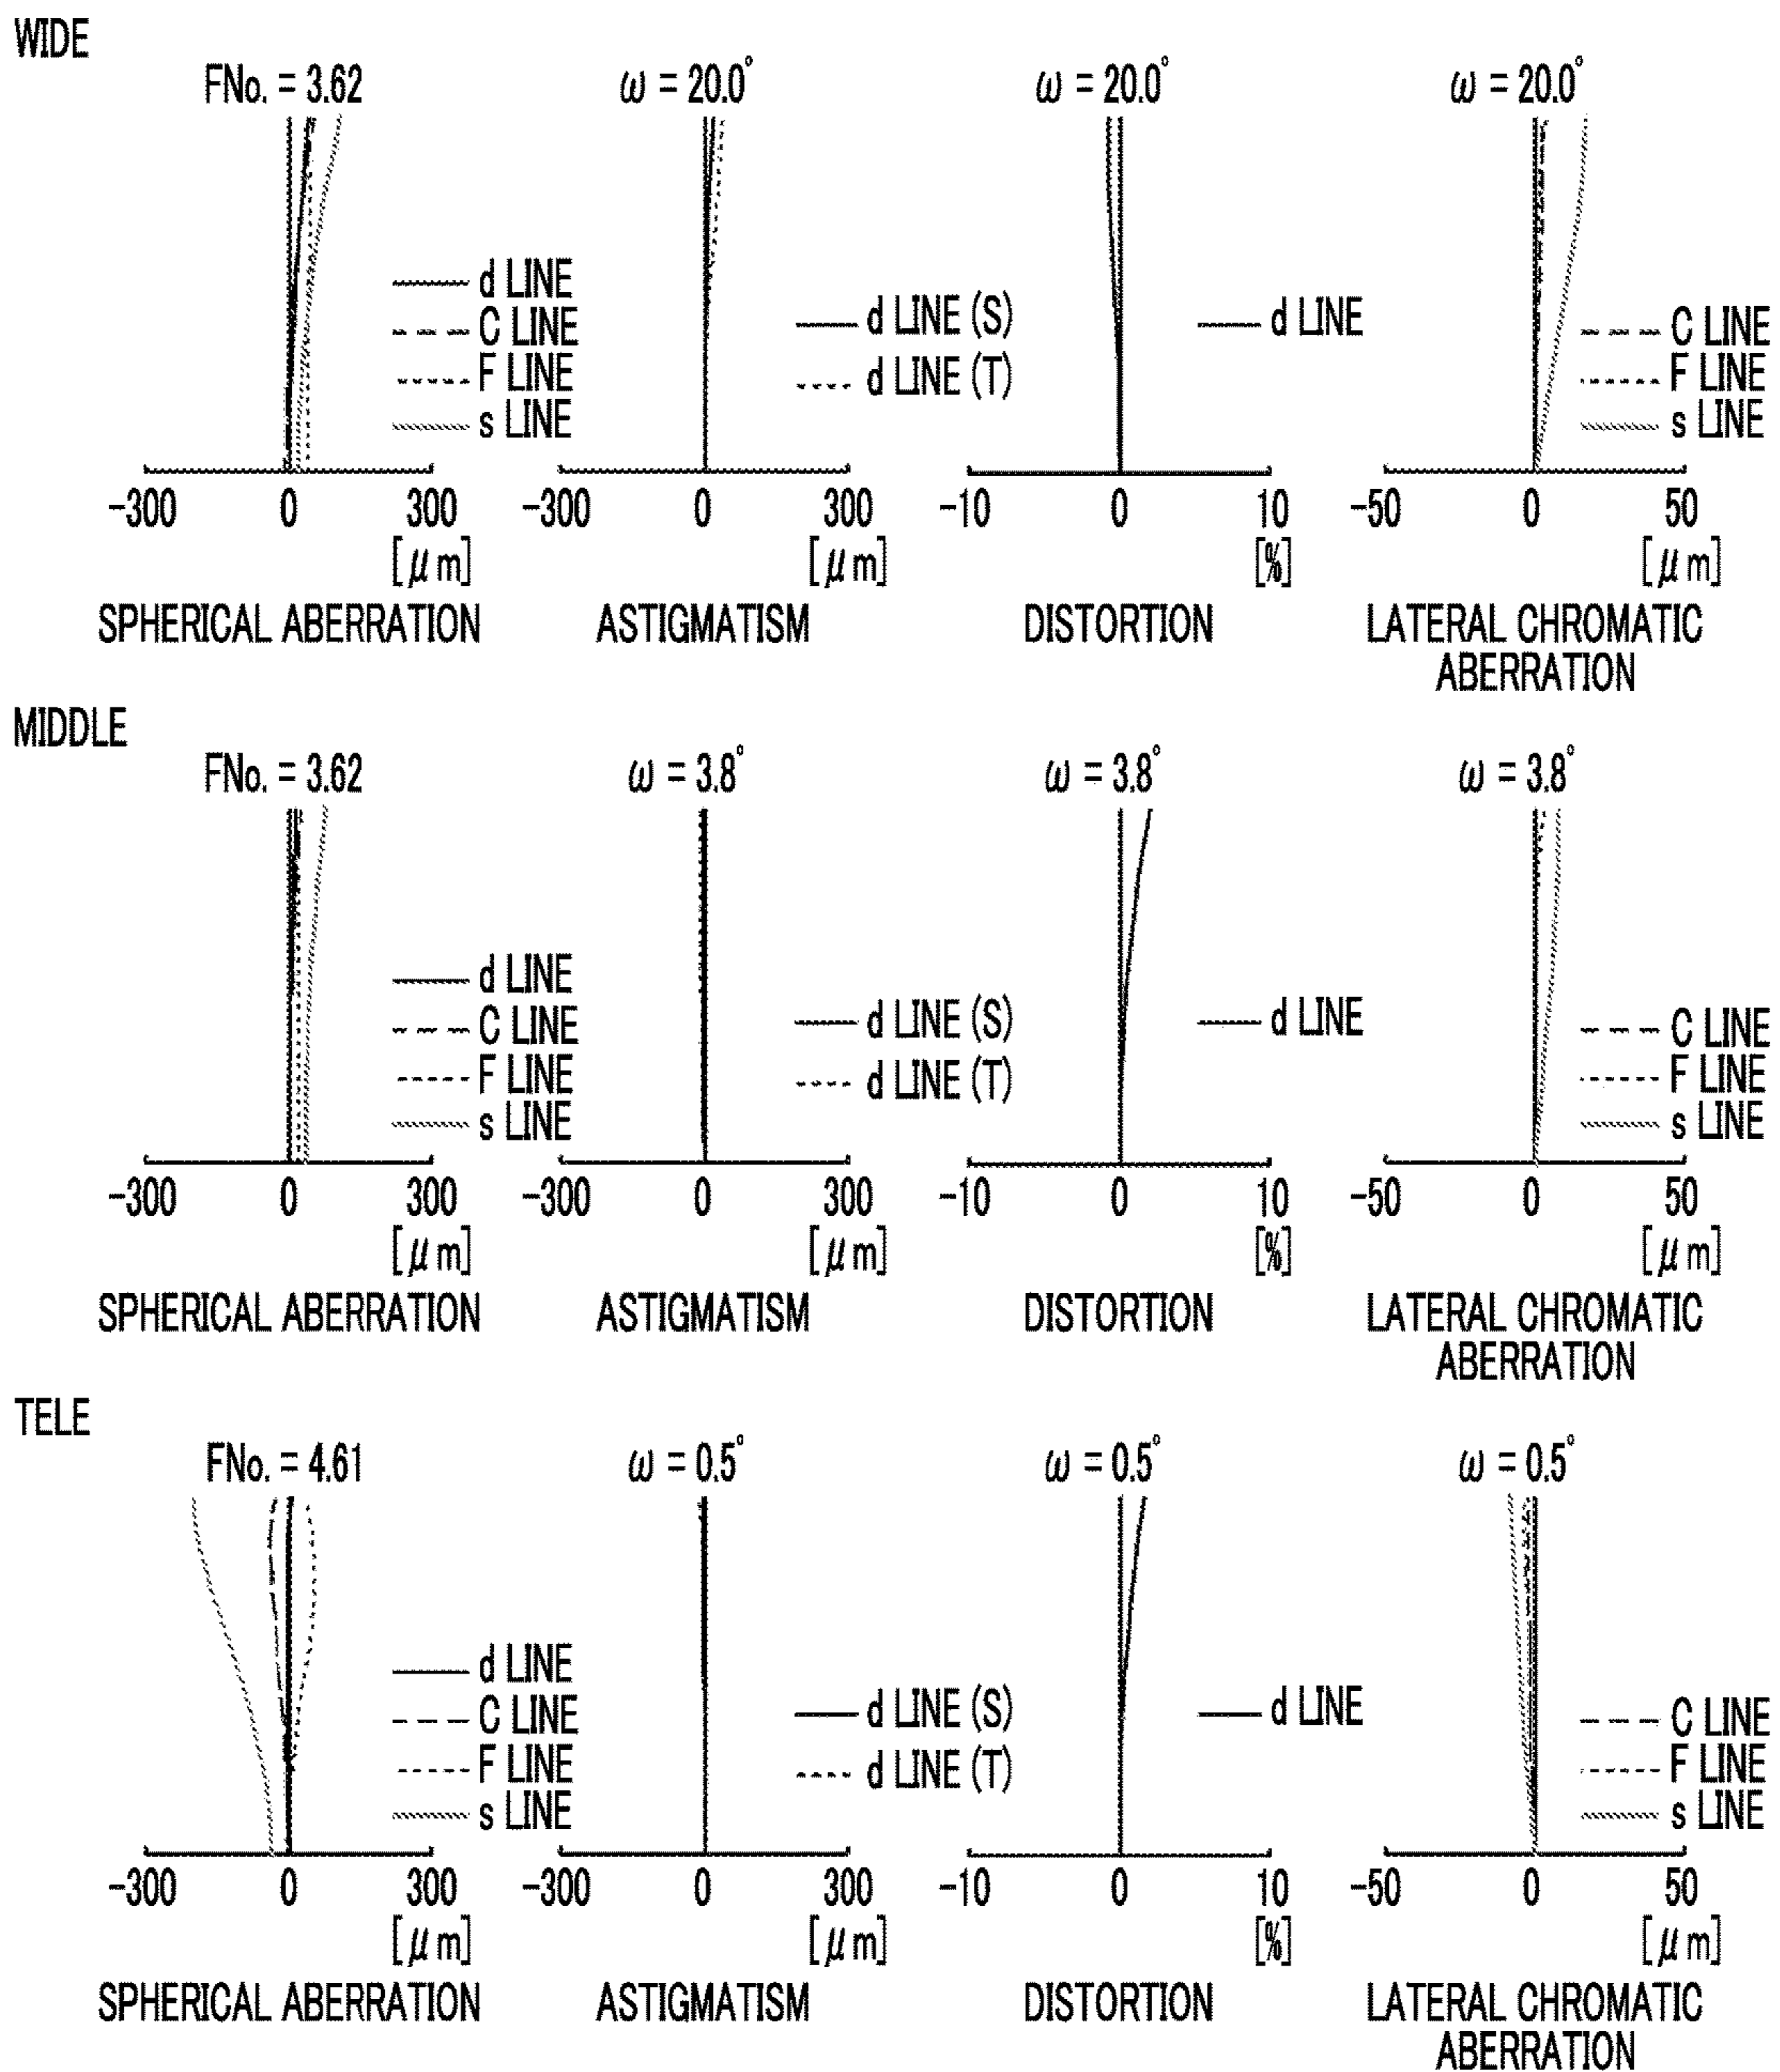 WIDE
FNo. = 3.62
ω = 20.0°
ω = 20.0°
ω = 20.0°
d LINE
C LINE
F LINE
s LINE
d LINE (S)
d LINE (T)
d LINE
C LINE
F LINE
s LINE
-300 0 300
[μm]
-300 0 300
[μm]
-10 0 10
[%]
-50 0 50
[μm]
SPHERICAL ABERRATION
ASTIGMATISM
DISTORTION
LATERAL CHROMATIC
ABERRATION
MIDDLE
FNo. = 3.62
ω = 3.8°
ω = 3.8°
ω = 3.8°
d LINE
C LINE
F LINE
s LINE
d LINE (S)
d LINE (T)
d LINE
C LINE
F LINE
s LINE
-300 0 300
[μm]
-300 0 300
[μm]
-10 0 10
[%]
-50 0 50
[μm]
SPHERICAL ABERRATION
ASTIGMATISM
DISTORTION
LATERAL CHROMATIC
ABERRATION
TELE
FNo. = 4.61
ω = 0.5°
ω = 0.5°
ω = 0.5°
d LINE
C LINE
F LINE
s LINE
d LINE (S)
d LINE (T)
d LINE
C LINE
F LINE
s LINE
-300 0 300
[μm]
-300 0 300
[μm]
-10 0 10
[%]
-50 0 50
[μm]
SPHERICAL ABERRATION
ASTIGMATISM
DISTORTION
LATERAL CHROMATIC
ABERRATION